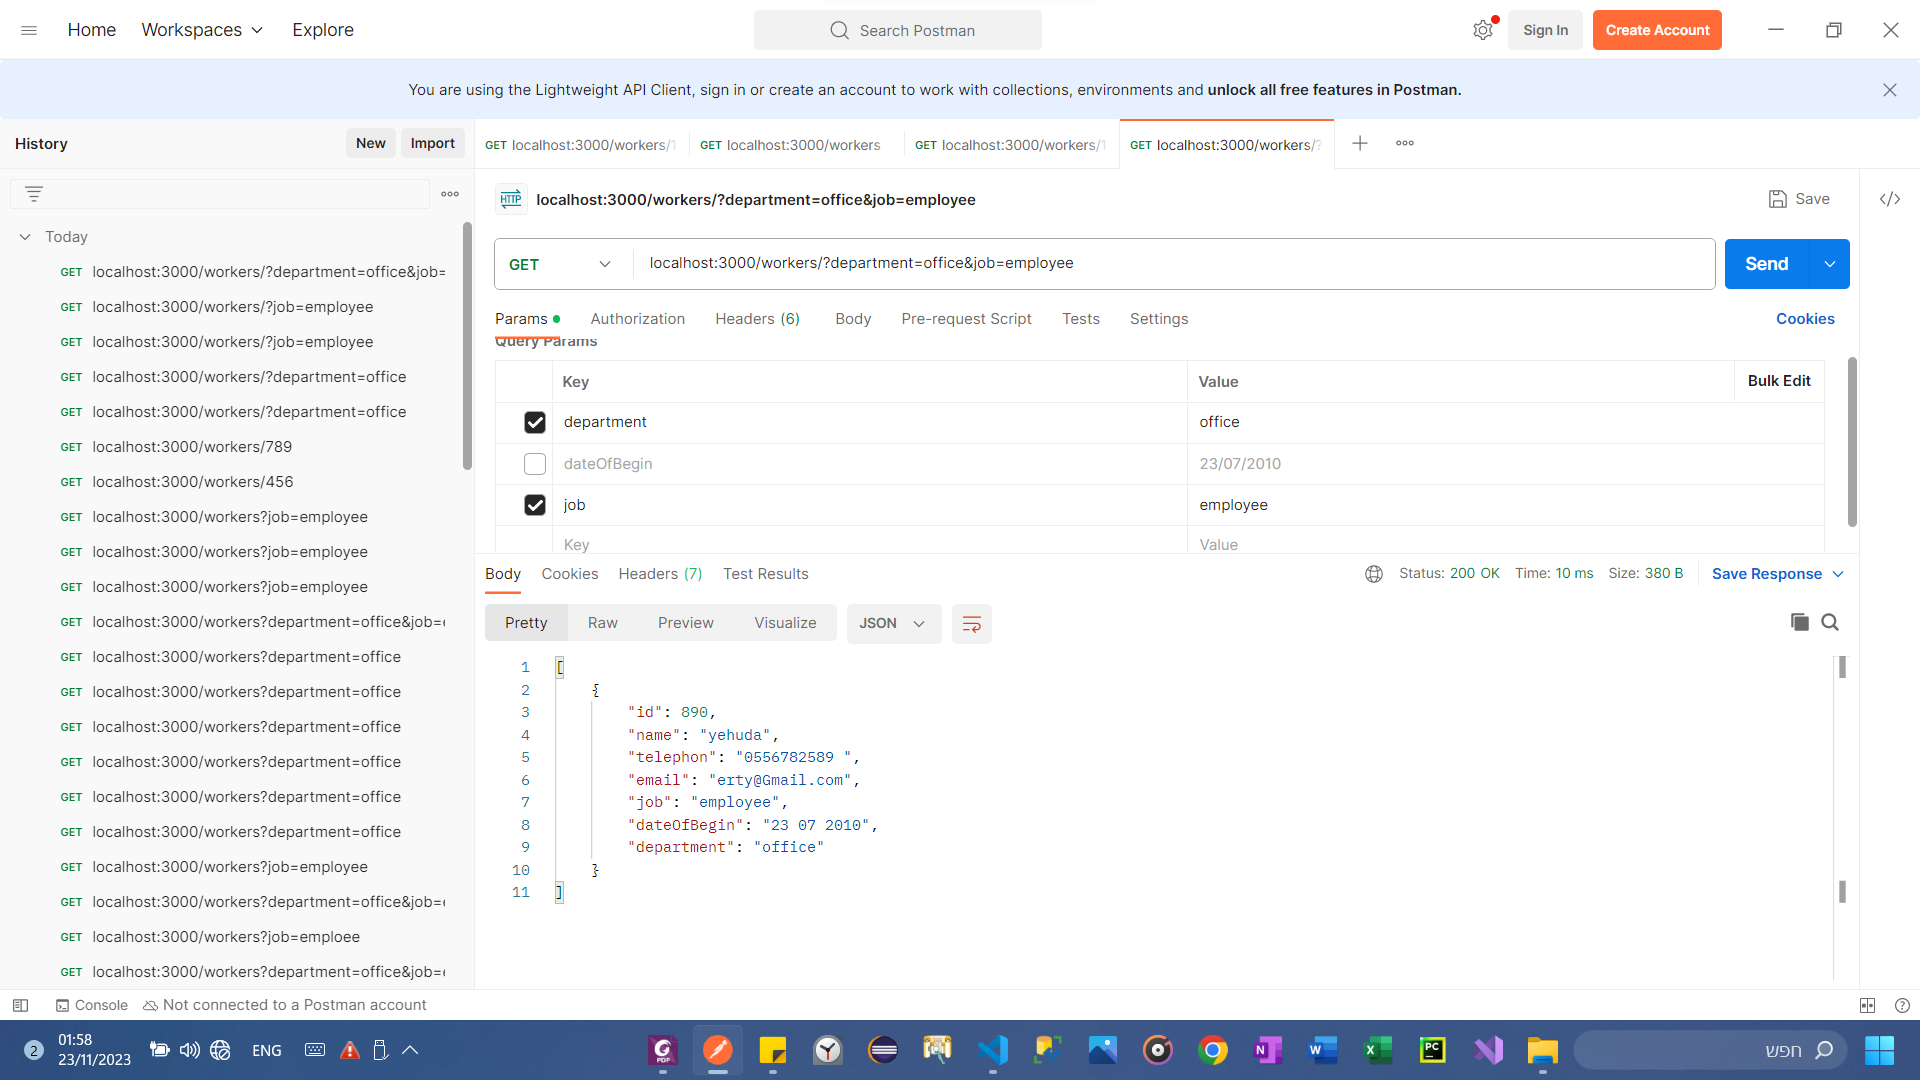 Home Workspaces Explore Search Postman Sign In Create Account
You are using the Lightweight API Client, sign in or create an account to work with collections, environments and unlock all free features in Postman.
History New Import
GET localhost:3000/workers/1 GET localhost:3000/workers GET localhost:3000/workers/1 GET localhost:3000/workers/?
HTTP localhost:3000/workers/?department=office&job=employee Save </>
Today
GET localhost:3000/workers/?department=office&job=
GET localhost:3000/workers/?job=employee
GET localhost:3000/workers/?job=employee
GET localhost:3000/workers/?department=office
GET localhost:3000/workers/?department=office
GET localhost:3000/workers/789
GET localhost:3000/workers/456
GET localhost:3000/workers?job=employee
GET localhost:3000/workers?job=employee
GET localhost:3000/workers?job=employee
GET localhost:3000/workers?department=office&job=e
GET localhost:3000/workers?department=office
GET localhost:3000/workers?department=office
GET localhost:3000/workers?department=office
GET localhost:3000/workers?department=office
GET localhost:3000/workers?department=office
GET localhost:3000/workers?department=office
GET localhost:3000/workers?job=employee
GET localhost:3000/workers?department=office&job=e
GET localhost:3000/workers?job=emploee
GET localhost:3000/workers?department=office&job=e
GET localhost:3000/workers/?department=office&job=employee Send
Params Authorization Headers (6) Body Pre-request Script Tests Settings Cookies
Query Params
Key Value Bulk Edit
department office
dateOfBegin 23/07/2010
job employee
Key Value
Body Cookies Headers (7) Test Results Status: 200 OK Time: 10 ms Size: 380 B Save Response
Pretty Raw Preview Visualize JSON
1 [
2 {
3 "id": 890,
4 "name": "yehuda",
5 "telephon": "0556782589 ",
6 "email": "erty@Gmail.com",
7 "job": "employee",
8 "dateOfBegin": "23 07 2010",
9 "department": "office"
10 }
11 ]
Console Not connected to a Postman account
2 01:58 ENG חפש
23/11/2023